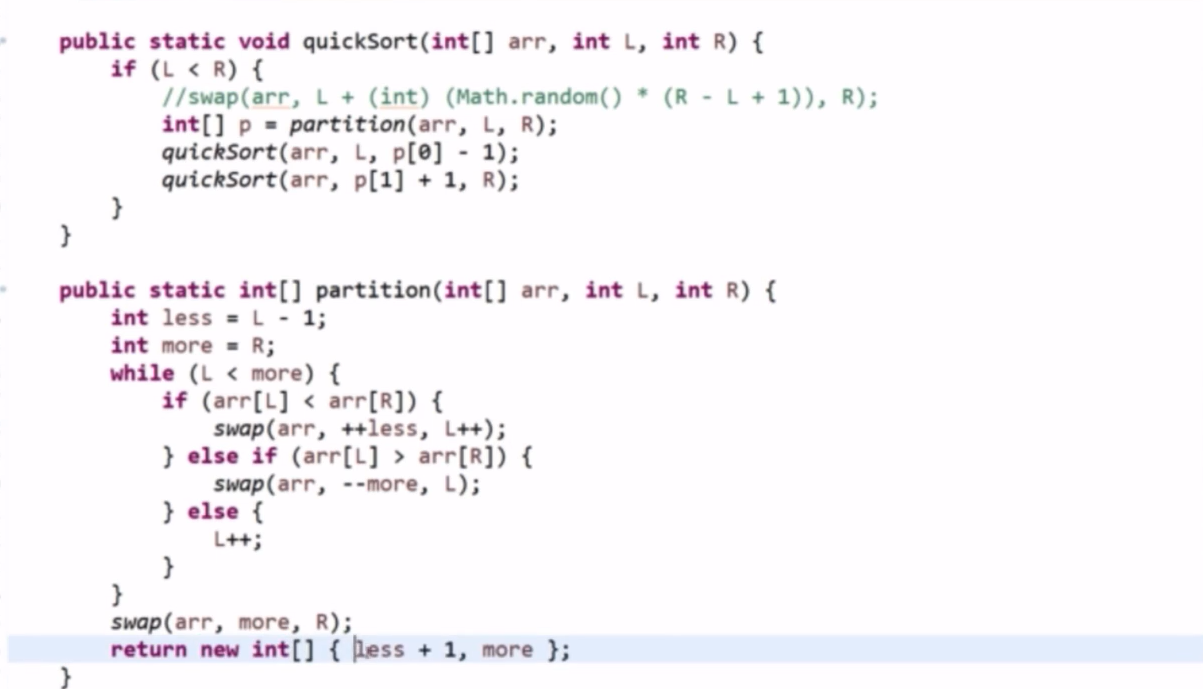 public static void quickSort(int[] arr, int L, int R) {
    if (L < R) {
        //swap(arr, L + (int) (Math.random() * (R - L + 1)), R);
        int[] p = partition(arr, L, R);
        quickSort(arr, L, p[0] - 1);
        quickSort(arr, p[1] + 1, R);
    }
}

public static int[] partition(int[] arr, int L, int R) {
    int less = L - 1;
    int more = R;
    while (L < more) {
        if (arr[L] < arr[R]) {
            swap(arr, ++less, L++);
        } else if (arr[L] > arr[R]) {
            swap(arr, --more, L);
        } else {
            L++;
        }
    }
    swap(arr, more, R);
    return new int[] { less + 1, more };
}